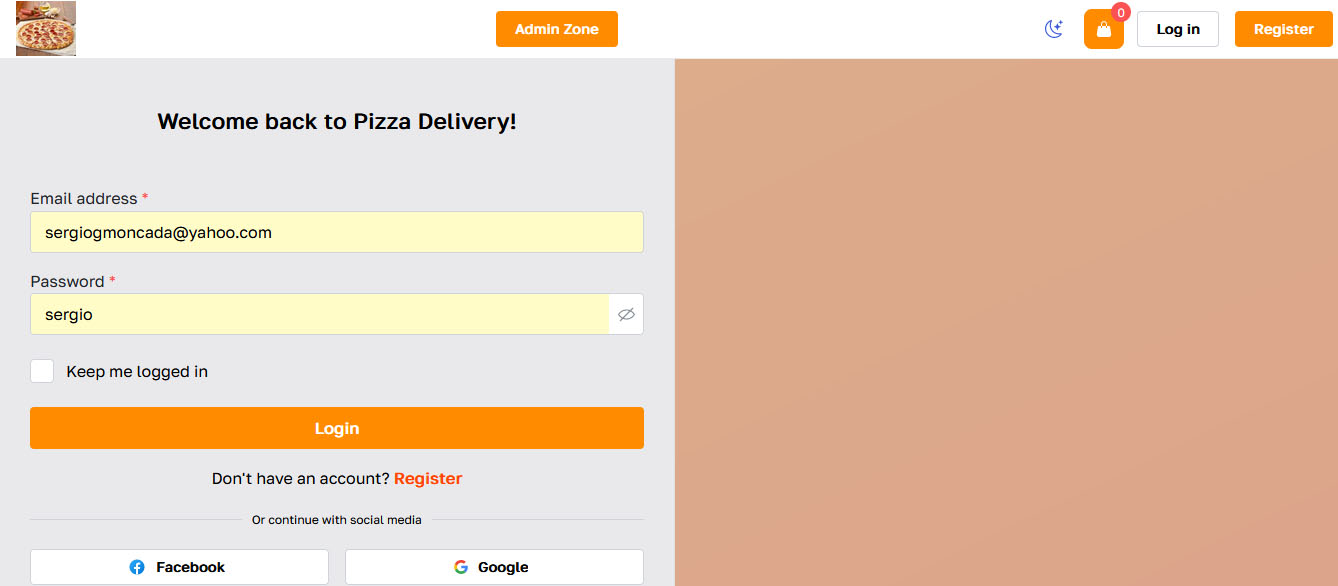 Admin Zone
0
Log in
Register
Welcome back to Pizza Delivery!
Email address *
sergiogmoncada@yahoo.com
Password *
sergio
Keep me logged in
Login
Don't have an account? Register
Or continue with social media
Facebook
Google